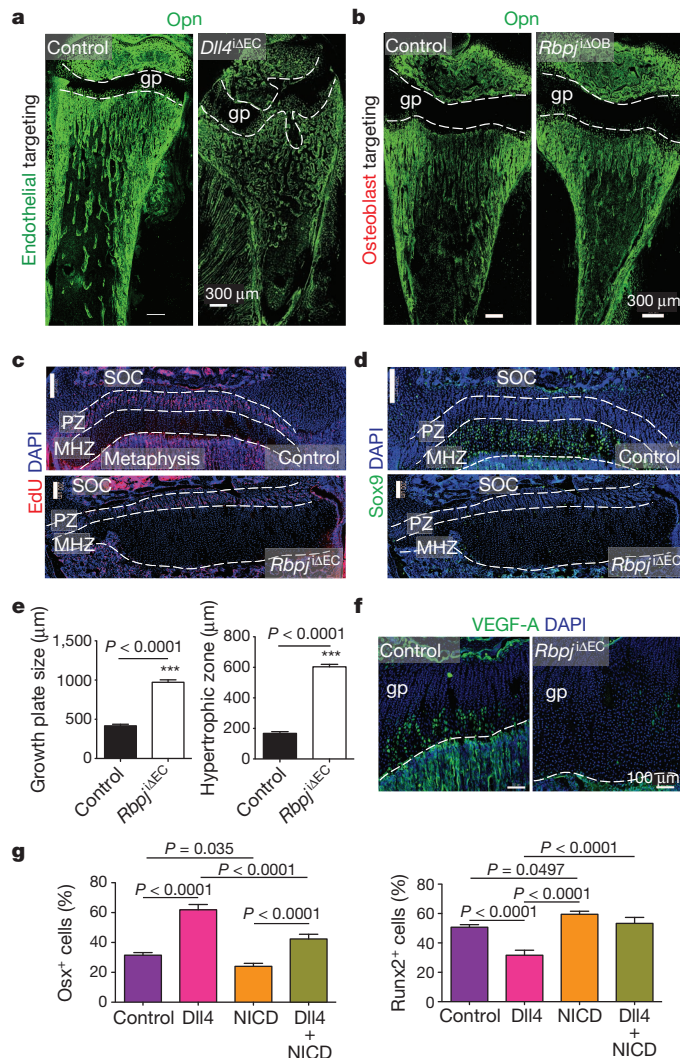 a
Opn
Control
Dll4iΔEC
gp
gp
Endothelial targeting
300 μm
b
Opn
Control
RbpjiΔOB
gp
gp
Osteoblast targeting
300 μm
c
SOC
PZ
MHZ
Metaphysis
Control
EdU DAPI
SOC
PZ
MHZ
RbpjiΔEC
d
SOC
PZ
MHZ
Control
Sox9 DAPI
SOC
PZ
MHZ
RbpjiΔEC
e
P < 0.0001
***
Growth plate size (μm)
1,500
1000
500
0
Control
RbpjiΔEC
P < 0.0001
***
Hypertrophic zone (μm)
800
600
400
200
0
Control
RbpjiΔEC
f
VEGF-A DAPI
Control
RbpjiΔEC
gp
gp
100 μm
g
P = 0.035
P < 0.0001
P < 0.0001
P < 0.0001
Osx+ cells (%)
80
60
40
20
0
Control
Dll4
NICD
Dll4
+
NICD
P < 0.0001
P = 0.0497
P < 0.0001
P < 0.0001
Runx2+ cells (%)
80
60
40
20
0
Control
Dll4
NICD
Dll4
+
NICD